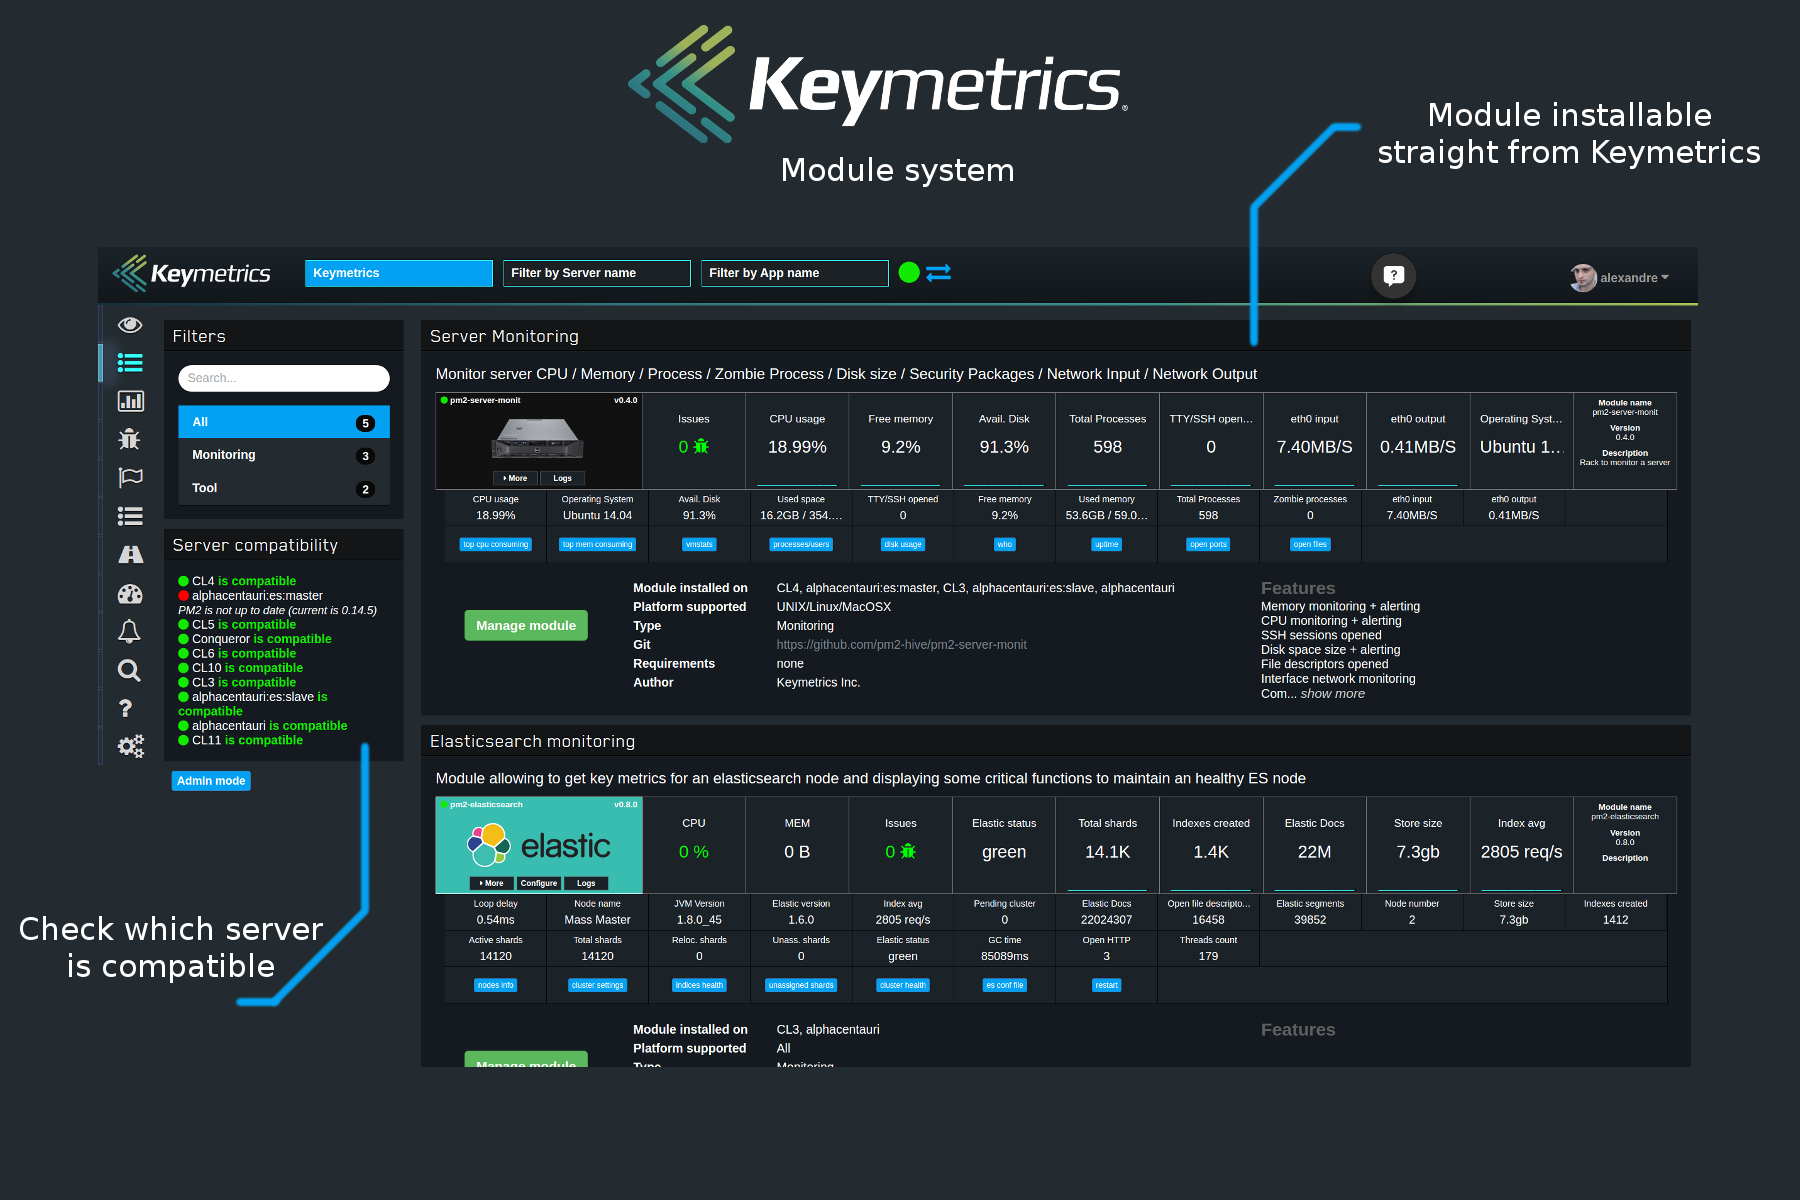 Keymetrics®
Module system
Module installable
straight from Keymetrics
Keymetrics
Keymetrics
Filter by Server name
Filter by App name
?
alexandre
Filters
Search...
All 5
Monitoring 3
Tool 2
Server compatibility
CL4 is compatible
alphacentauri:es:master
PM2 is not up to date (current is 0.14.5)
CL5 is compatible
Conqueror is compatible
CL6 is compatible
CL10 is compatible
CL3 is compatible
alphacentauri:es:slave is
compatible
alphacentauri is compatible
CL11 is compatible
Admin mode
?
Check which server
is compatible
Server Monitoring
Monitor server CPU / Memory / Process / Zombie Process / Disk size / Security Packages / Network Input / Network Output
pm2-server-monit v0.4.0
More Logs
Issues CPU usage Free memory Avail. Disk Total Processes TTY/SSH open... eth0 input eth0 output Operating Syst...
0 18.99% 9.2% 91.3% 598 0 7.40MB/S 0.41MB/S Ubuntu 1...
Module name
pm2-server-monit
Version
0.4.0
Description
Rack to monitor a server
CPU usage Operating System Avail. Disk Used space TTY/SSH opened Free memory Used memory Total Processes Zombie processes eth0 input eth0 output
18.99% Ubuntu 14.04 91.3% 16.2GB / 354.... 0 9.2% 53.6GB / 59.0... 598 0 7.40MB/S 0.41MB/S
top cpu consuming top mem consuming vmstats processes/users disk usage who uptime open ports open files
Manage module
Module installed on CL4, alphacentauri:es:master, CL3, alphacentauri:es:slave, alphacentauri
Platform supported UNIX/Linux/MacOSX
Type Monitoring
Git https://github.com/pm2-hive/pm2-server-monit
Requirements none
Author Keymetrics Inc.
Features
Memory monitoring + alerting
CPU monitoring + alerting
SSH sessions opened
Disk space size + alerting
File descriptors opened
Interface network monitoring
Com... show more
Elasticsearch monitoring
Module allowing to get key metrics for an elasticsearch node and displaying some critical functions to maintain an healthy ES node
pm2-elasticsearch v0.8.0
elastic
More Configure Logs
CPU MEM Issues Elastic status Total shards Indexes created Elastic Docs Store size Index avg
0 % 0 B 0 green 14.1K 1.4K 22M 7.3gb 2805 req/s
Module name
pm2-elasticsearch
Version
0.8.0
Description
Loop delay Node name JVM Version Elastic version Index avg Pending cluster Elastic Docs Open file descripto... Elastic segments Node number Store size Indexes created
0.54ms Mass Master 1.8.0_45 1.6.0 2805 req/s 0 22024307 16458 39852 2 7.3gb 1412
Active shards Total shards Reloc. shards Unass. shards Elastic status GC time Open HTTP Threads count
14120 14120 0 0 green 85089ms 3 179
nodes info cluster settings indices health unassigned shards cluster health es conf file restart
Module installed on CL3, alphacentauri
Platform supported All
Type Monitoring
Manage module
Features